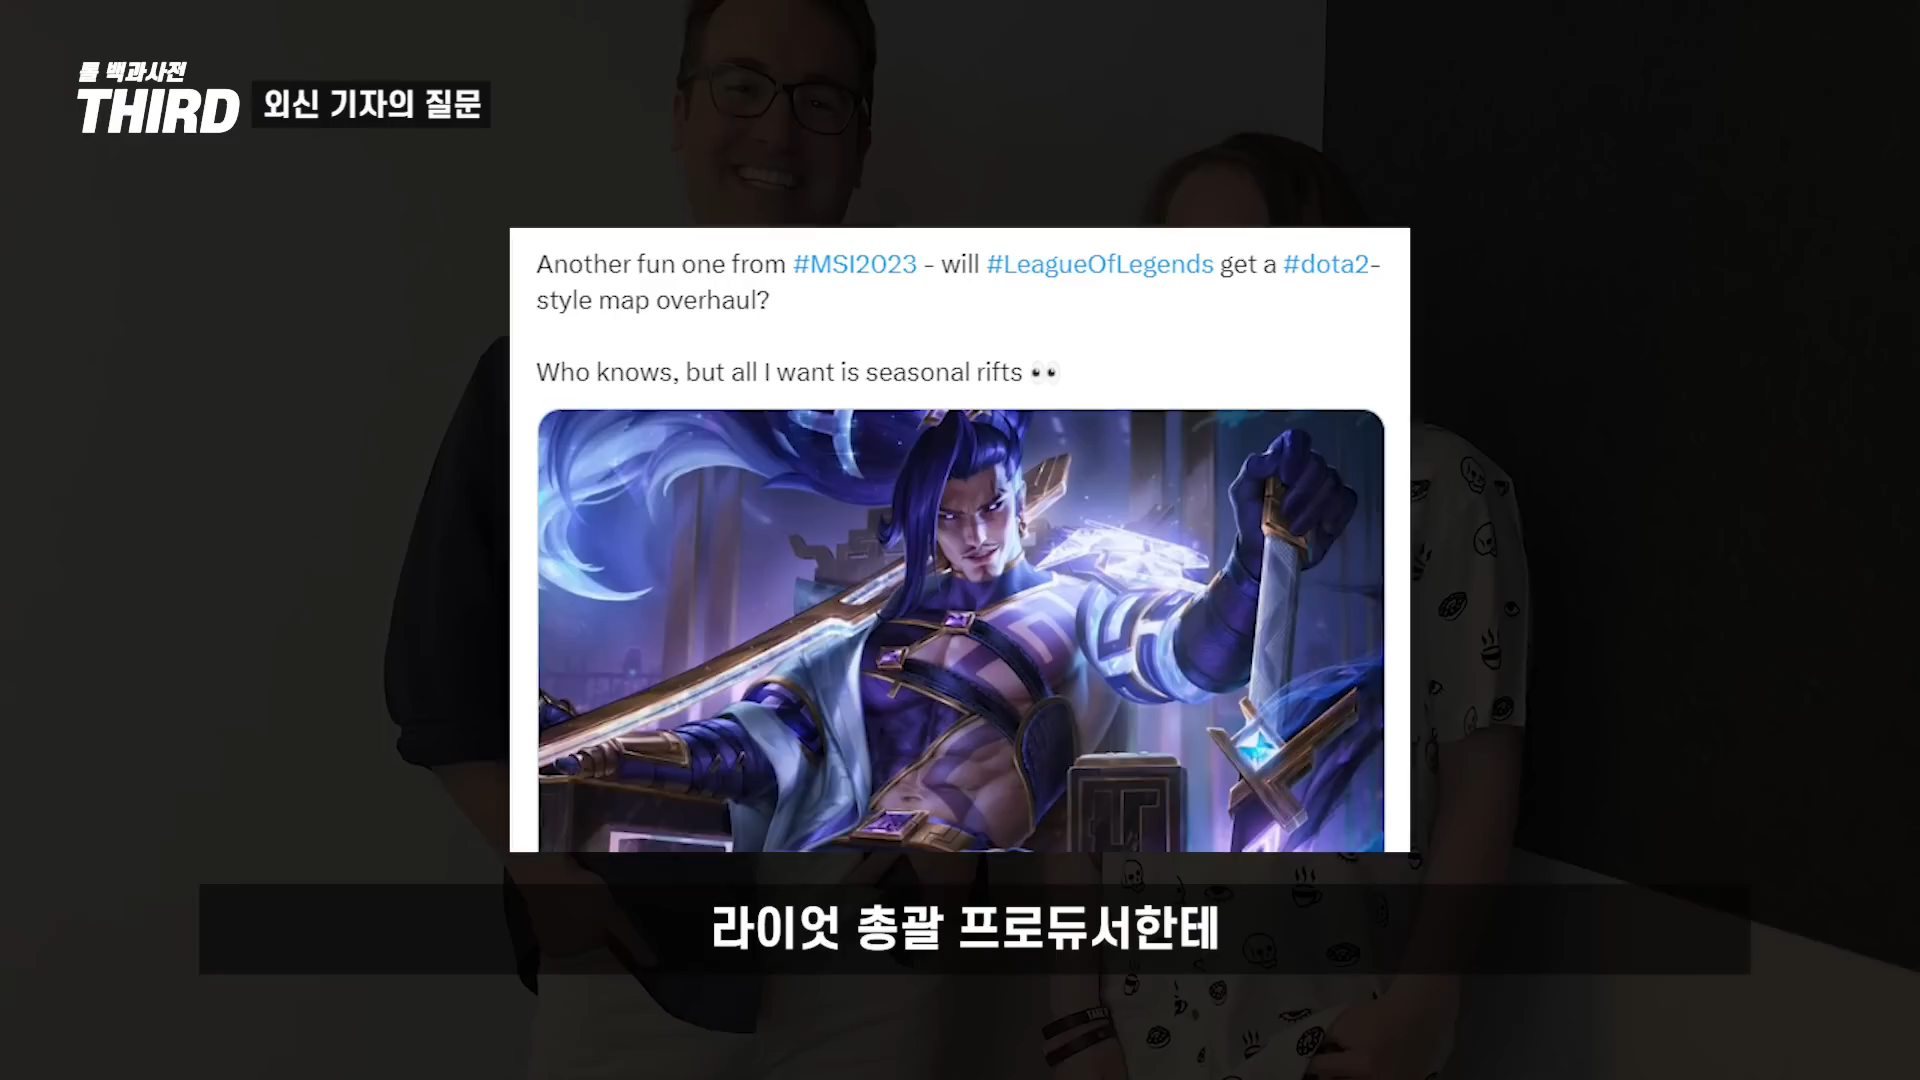 롤 백과사전
THIRD 외신 기자의 질문
Another fun one from #MSI2023 - will #LeagueOfLegends get a #dota2-
style map overhaul?
Who knows, but all I want is seasonal rifts 👀
라이엇 총괄 프로듀서한테